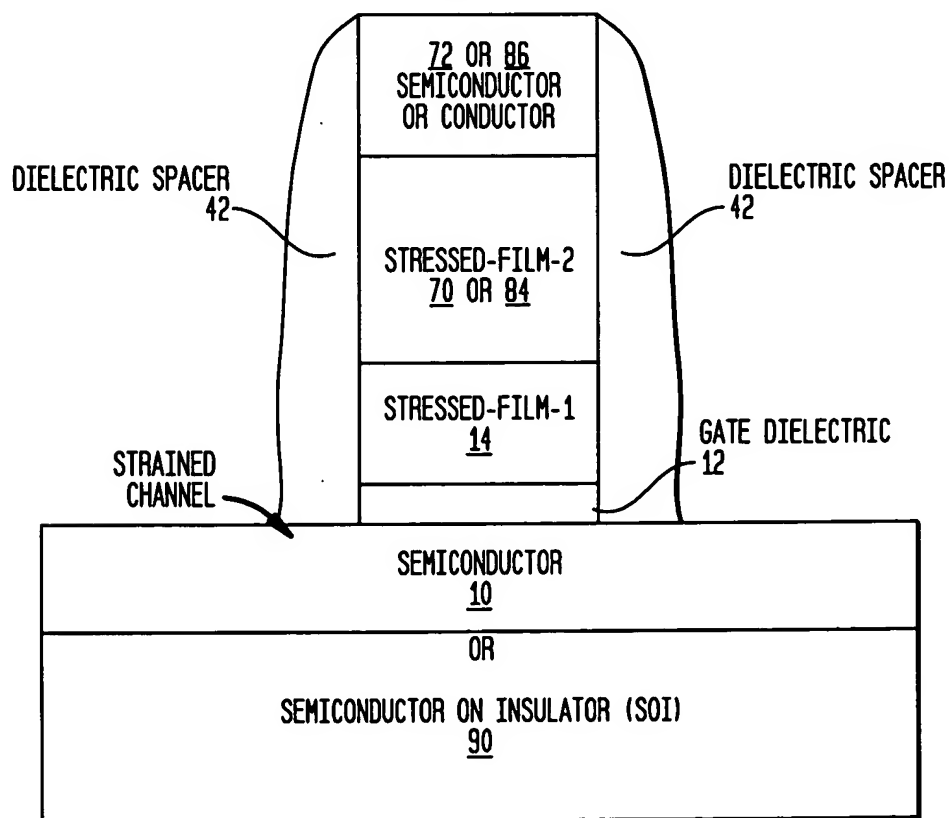 72 OR 86
SEMICONDUCTOR
OR CONDUCTOR
DIELECTRIC SPACER
42
DIELECTRIC SPACER
42
STRESSED-FILM-2
70 OR 84
STRESSED-FILM-1
14
GATE DIELECTRIC
12
STRAINED
CHANNEL
SEMICONDUCTOR
10
OR
SEMICONDUCTOR ON INSULATOR (SOI)
90